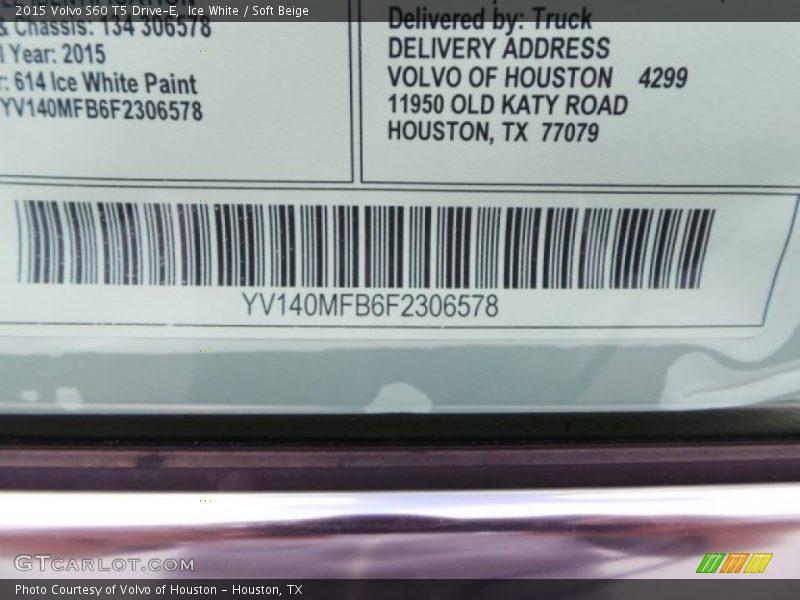 2015 Volvo S60 T5 Drive-E, Ice White / Soft Beige
& Chassis: 134 306578
Year: 2015
614 Ice White Paint
YV140MFB6F2306578
Delivered by: Truck
DELIVERY ADDRESS
VOLVO OF HOUSTON 4299
11950 OLD KATY ROAD
HOUSTON, TX 77079
YV140MFB6F2306578
GTCARLOT.COM
Photo Courtesy of Volvo of Houston - Houston, TX